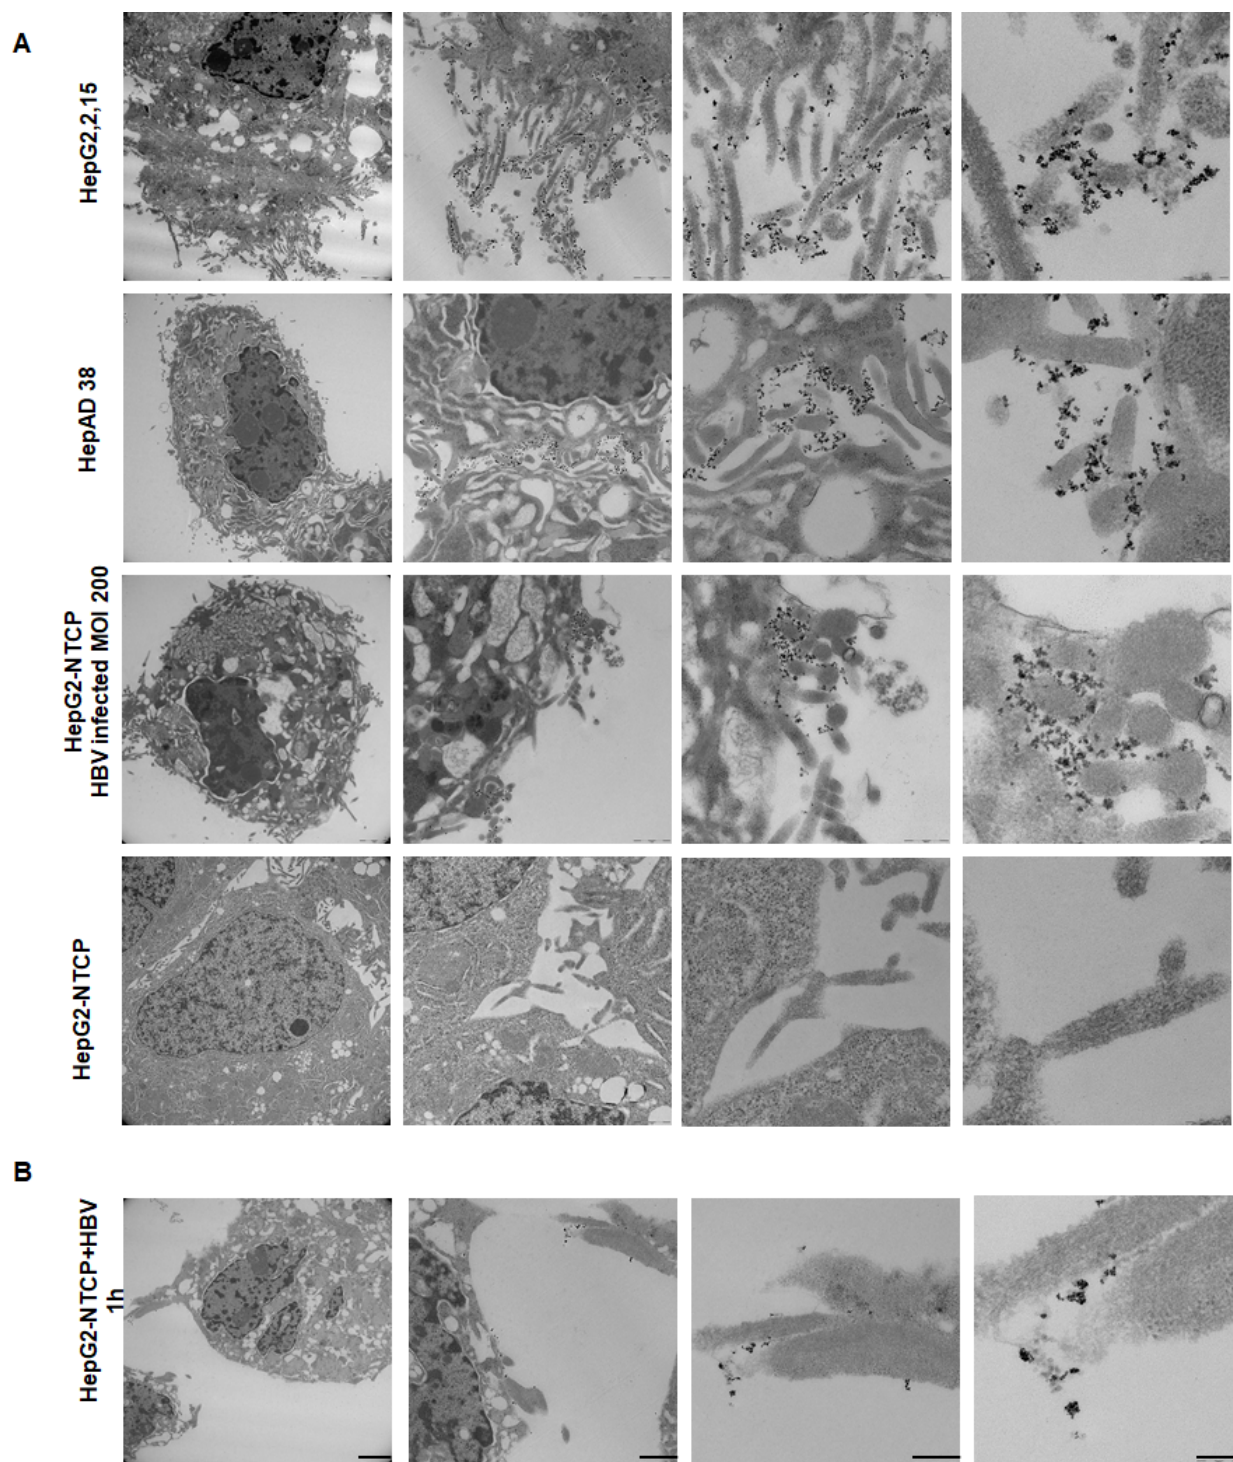 A
HepG2,2,15
HepAD 38
HepG2-NTCP
HBV infected MOI 200
HepG2-NTCP
B
HepG2-NTCP+HBV
1h